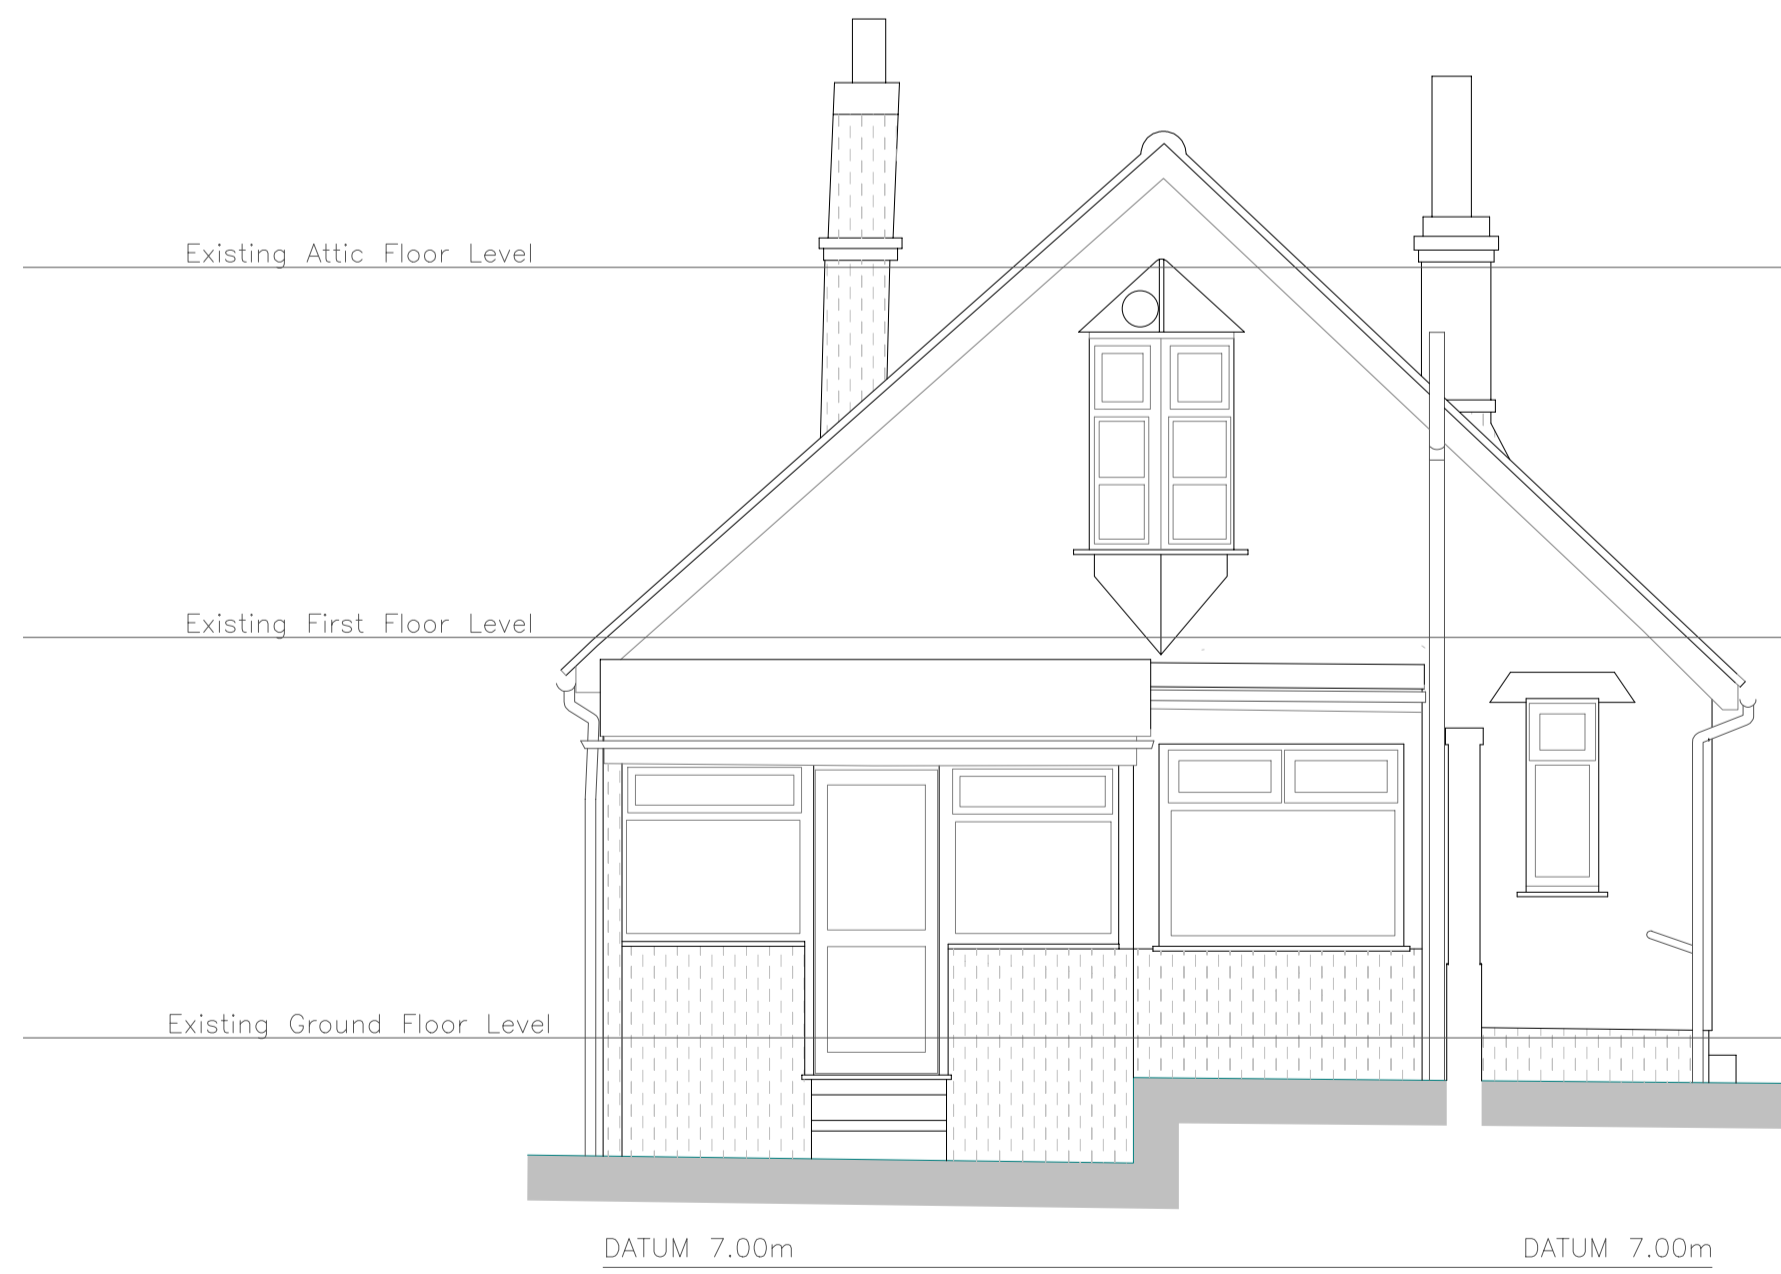 Existing Attic Floor Level
Existing First Floor Level
Existing Ground Floor Level
DATUM 7.00m
DATUM 7.00m